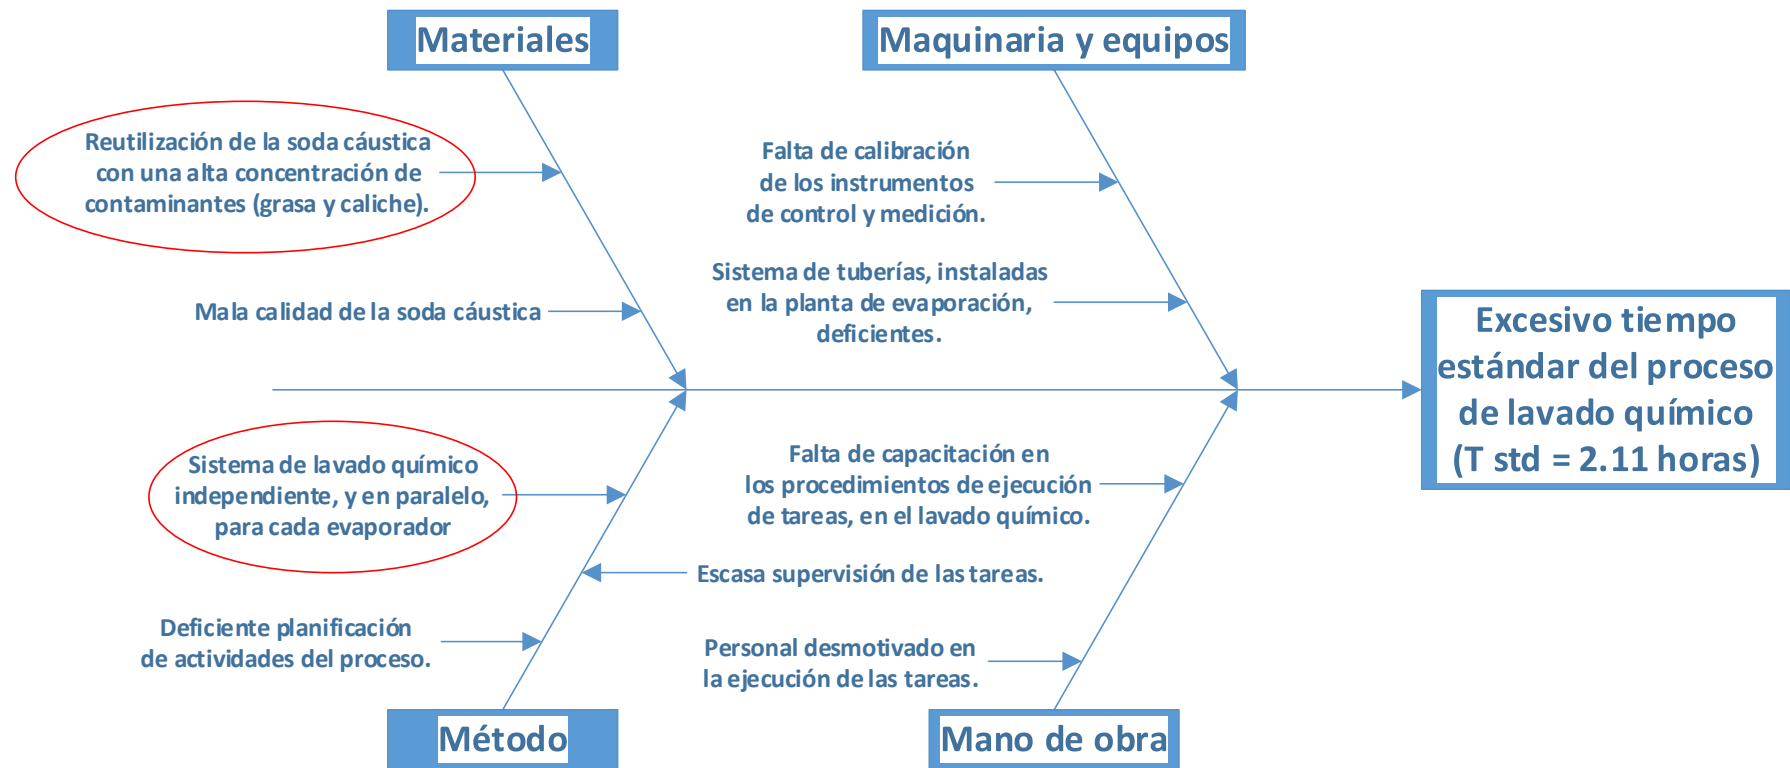 Materiales
Maquinaria y equipos
Reutilización de la soda cáustica
con una alta concentración de
contaminantes (grasa y caliche).
Mala calidad de la soda cáustica
Falta de calibración
de los instrumentos
de control y medición.
Sistema de tuberías, instaladas
en la planta de evaporación,
deficientes.
Excesivo tiempo
estándar del proceso
de lavado químico
(T std = 2.11 horas)
Sistema de lavado químico
independiente, y en paralelo,
para cada evaporador
Escasa supervisión de las tareas.
Deficiente planificación
de actividades del proceso.
Falta de capacitación en
los procedimientos de ejecución
de tareas, en el lavado químico.
Personal desmotivado en
la ejecución de las tareas.
Método
Mano de obra